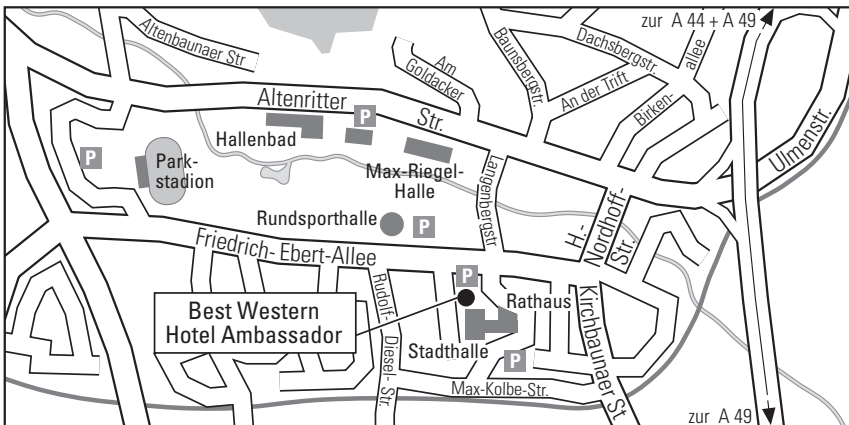 zur A 44 + A 49
Altenbaunaer Str
Am
Goldacker
Baunsbergstr.
Dachsbergstr.
allee
An der Trift
Birken-
Altenritter
Str.
P
Hallenbad
Ulmenstr.
P
Park-
stadion
Max-Riegel-
Halle
Langenbergstr
H.-
Nordhoff-
Str.
Rundsporthalle
P
Friedrich-Ebert-Allee
P
Rudolf-
Diesel-Str.
Best Western
Hotel Ambassador
Rathaus
Kirchbaunaer St
Stadthalle
P
Max-Kolbe-Str.
zur A 49